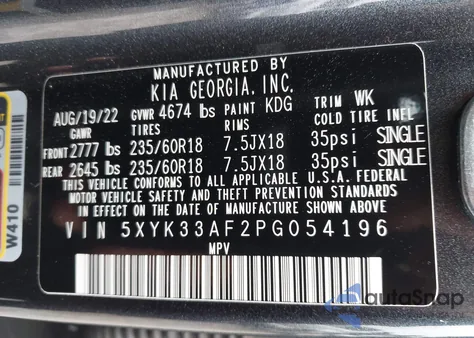 MANUFACTURED BY
KIA GEORGIA, INC.
AUG/19/22 GVWR 4674 lbs PAINT KDG TRIM WK
GAWR TIRES RIMS COLD TIRE INFL
FRONT 2777 lbs 235/60R18 7.5JX18 35psi SINGLE
REAR 2645 lbs 235/60R18 7.5JX18 35psi SINGLE
THIS VEHICLE CONFORMS TO ALL APPLICABLE U.S.A. FEDERAL
MOTOR VEHICLE SAFETY AND THEFT PREVENTION STANDARDS
IN EFFECT ON THE DATE OF MANUFACTURE SHOWN ABOVE.
VIN 5XYK33AF2PG054196
MPV
W410
autoSnap